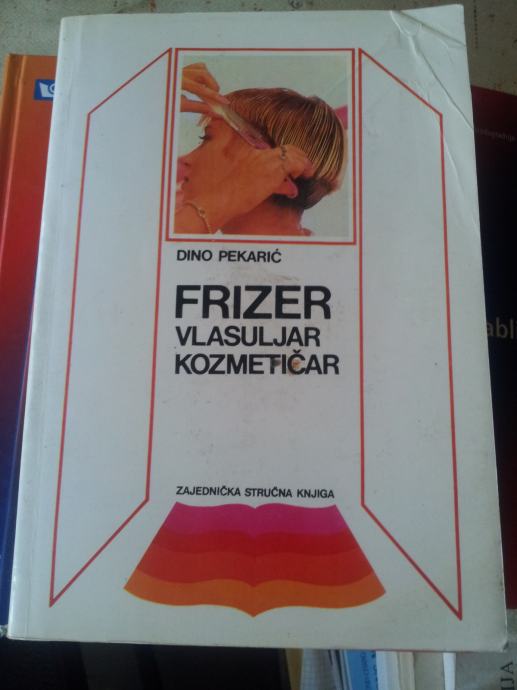 DINO PEKARIĆ
FRIZER
VLASULJAR
KOZMETIČAR
ZAJEDNIČKA STRUČNA KNJIGA